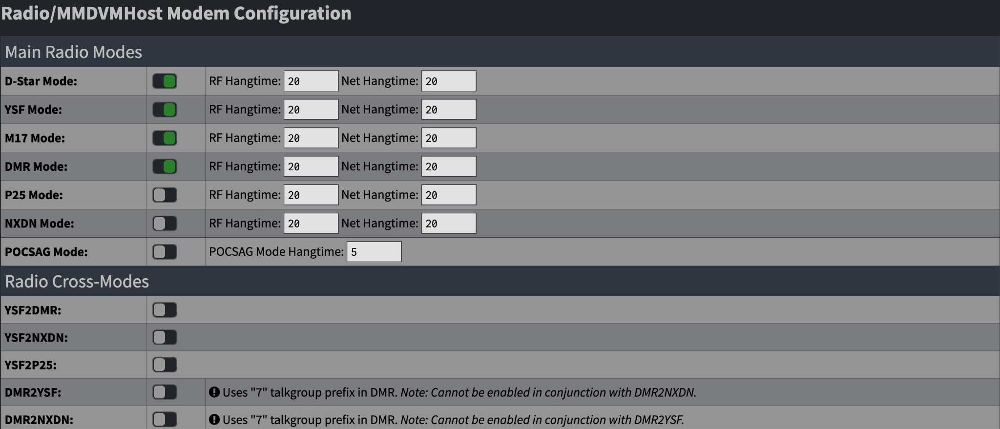 Radio/MMDVMHost Modem Configuration
Main Radio Modes
D-Star Mode: RF Hangtime: 20 Net Hangtime: 20
YSF Mode: RF Hangtime: 20 Net Hangtime: 20
M17 Mode: RF Hangtime: 20 Net Hangtime: 20
DMR Mode: RF Hangtime: 20 Net Hangtime: 20
P25 Mode: RF Hangtime: 20 Net Hangtime: 20
NXDN Mode: RF Hangtime: 20 Net Hangtime: 20
POCSAG Mode: POCSAG Mode Hangtime: 5
Radio Cross-Modes
YSF2DMR:
YSF2NXDN:
YSF2P25:
DMR2YSF: Uses "7" talkgroup prefix in DMR. Note: Cannot be enabled in conjunction with DMR2NXDN.
DMR2NXDN: Uses "7" talkgroup prefix in DMR. Note: Cannot be enabled in conjunction with DMR2YSF.